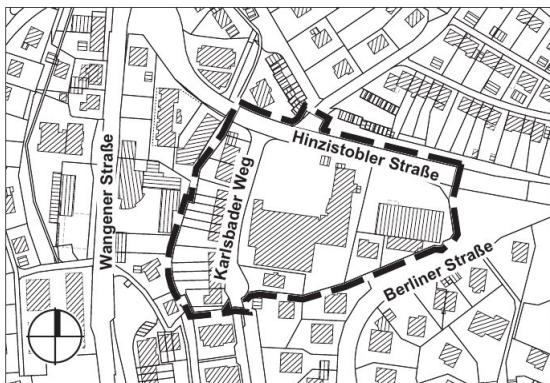 Wangener Straße
Karlsbader Weg
Hinzistobler Straße
Berliner Straße